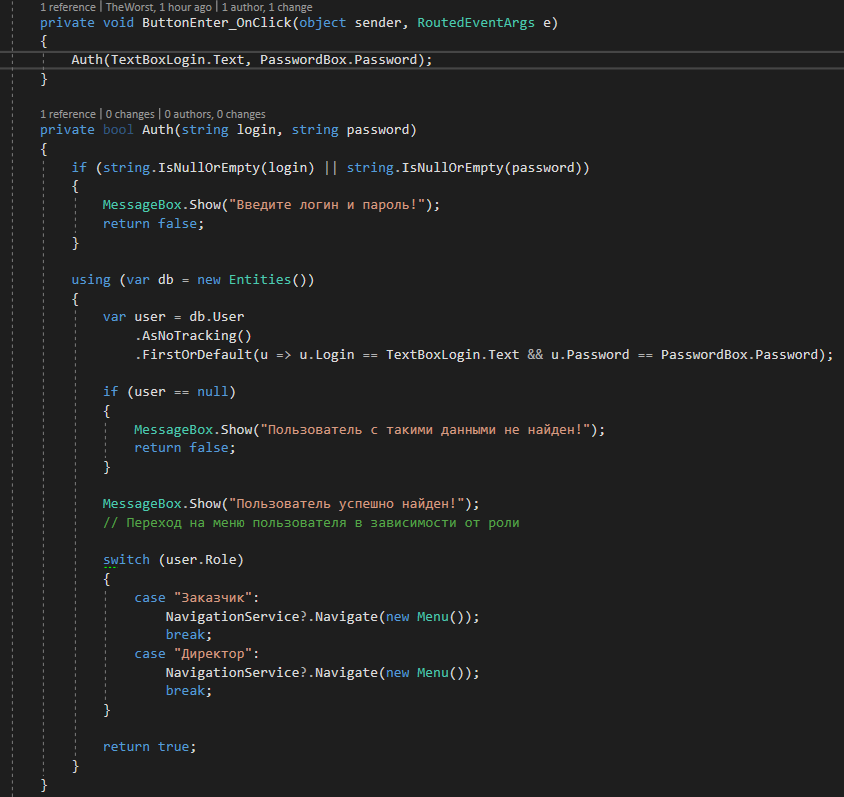 1 reference | TheWorst, 1 hour ago | 1 author, 1 change
private void ButtonEnter_OnClick(object sender, RoutedEventArgs e)
{
Auth(TextBoxLogin.Text, PasswordBox.Password);
}
1 reference | 0 changes | 0 authors, 0 changes
private bool Auth(string login, string password)
{
if (string.IsNullOrEmpty(login) || string.IsNullOrEmpty(password))
{
MessageBox.Show("Введите логин и пароль!");
return false;
}
using (var db = new Entities())
{
var user = db.User
.AsNoTracking()
.FirstOrDefault(u => u.Login == TextBoxLogin.Text && u.Password == PasswordBox.Password);
if (user == null)
{
MessageBox.Show("Пользователь с такими данными не найден!");
return false;
}
MessageBox.Show("Пользователь успешно найден!");
// Переход на меню пользователя в зависимости от роли
switch (user.Role)
{
case "Заказчик":
NavigationService?.Navigate(new Menu());
break;
case "Директор":
NavigationService?.Navigate(new Menu());
break;
}
return true;
}
}